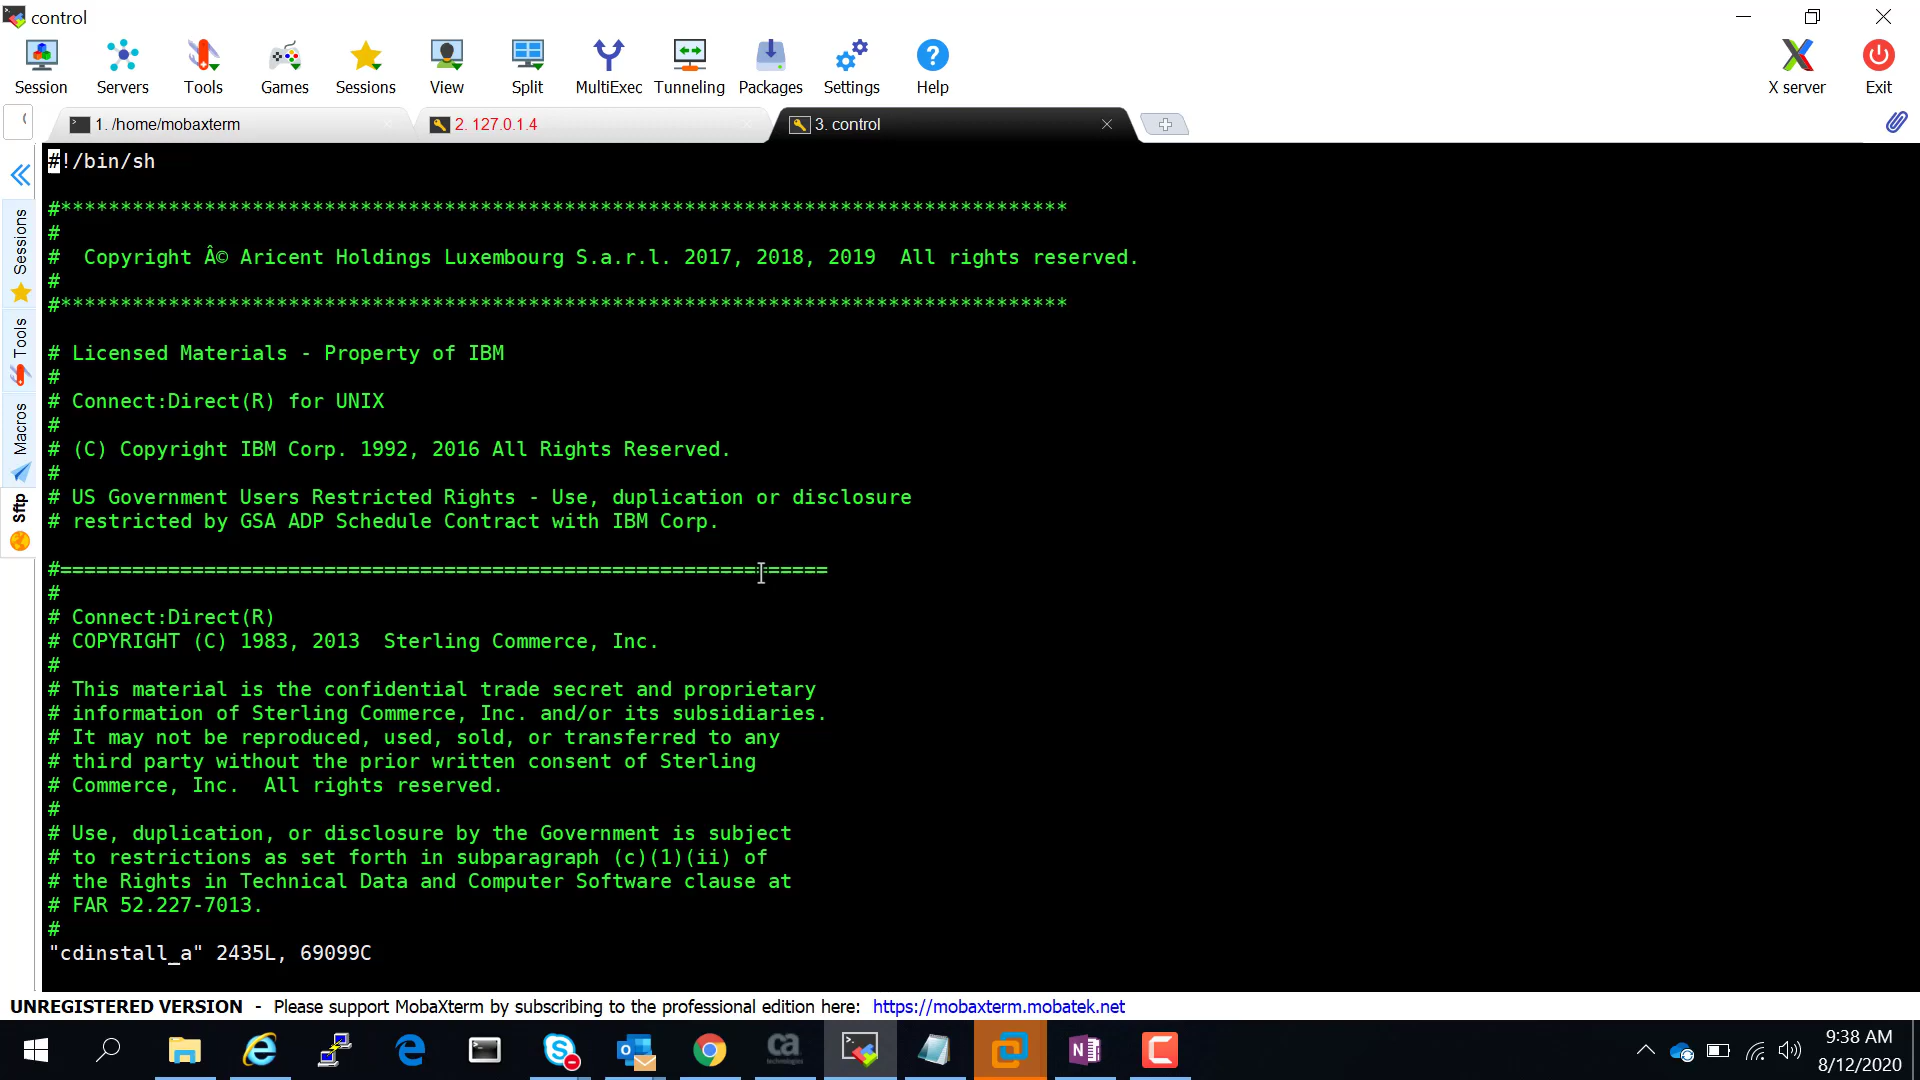 control
Session
Servers
Tools
Games
Sessions
View
Split
MultiExec
Tunneling
Packages
Settings
Help
X server
Exit
1. /home/mobaxterm
2. 127.0.1.4
3. control
Sessions
Tools
Macros
Sftp
#!/bin/sh
#************************************************************************************
#
#  Copyright Â© Aricent Holdings Luxembourg S.a.r.l. 2017, 2018, 2019  All rights reserved.
#
#************************************************************************************
# Licensed Materials - Property of IBM
#
# Connect:Direct(R) for UNIX
#
# (C) Copyright IBM Corp. 1992, 2016 All Rights Reserved.
#
# US Government Users Restricted Rights - Use, duplication or disclosure
# restricted by GSA ADP Schedule Contract with IBM Corp.
#================================================================
#
# Connect:Direct(R)
# COPYRIGHT (C) 1983, 2013  Sterling Commerce, Inc.
#
# This material is the confidential trade secret and proprietary
# information of Sterling Commerce, Inc. and/or its subsidiaries.
# It may not be reproduced, used, sold, or transferred to any
# third party without the prior written consent of Sterling
# Commerce, Inc.  All rights reserved.
#
# Use, duplication, or disclosure by the Government is subject
# to restrictions as set forth in subparagraph (c)(1)(ii) of
# the Rights in Technical Data and Computer Software clause at
# FAR 52.227-7013.
#
"cdinstall_a" 2435L, 69099C
UNREGISTERED VERSION  -  Please support MobaXterm by subscribing to the professional edition here:  https://mobaxterm.mobatek.net
ca
technologies
9:38 AM
8/12/2020